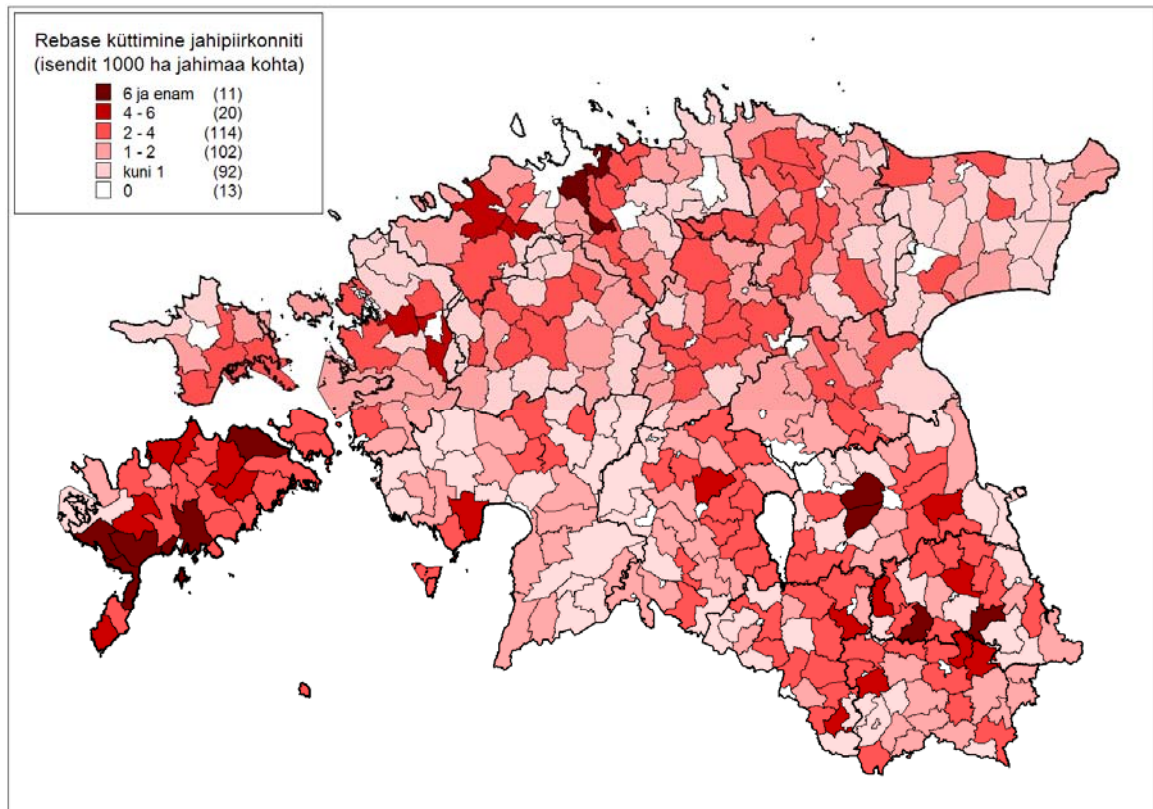 Rebase küttimine jahipiirkonniti
(isendit 1000 ha jahimaa kohta)
6 ja enam (11)
4 - 6 (20)
2 - 4 (114)
1 - 2 (102)
kuni 1 (92)
0 (13)